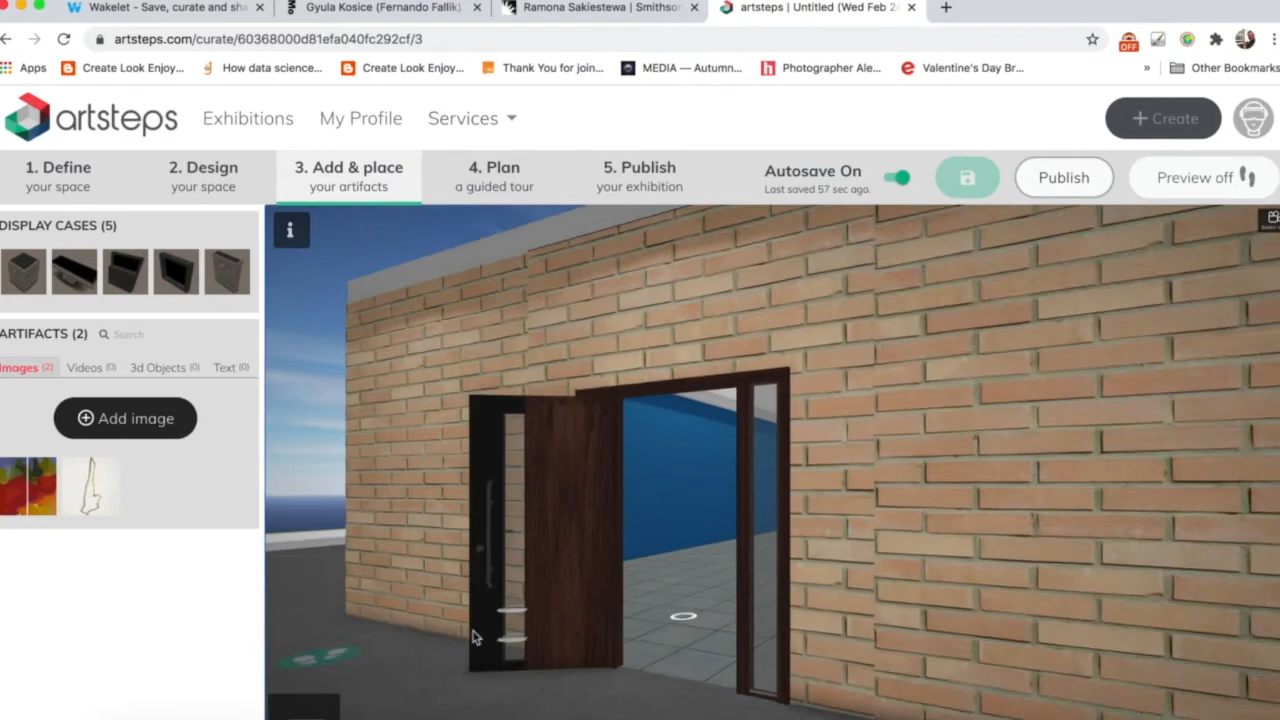 Wakelet - Save, curate and sha
Gyula Kosice (Fernando Fallik)
Ramona Sakiestewa | Smithson
artsteps | Untitled (Wed Feb 24
artsteps.com/curate/60368000d81efa040fc292cf/3
OFF
Apps
Create Look Enjoy...
How data science...
Create Look Enjoy...
Thank You for join...
MEDIA — Autumn...
Photographer Ale...
Valentine's Day Br...
»
Other Bookmarks
artsteps
Exhibitions
My Profile
Services
+ Create
1. Define
your space
2. Design
your space
3. Add & place
your artifacts
4. Plan
a guided tour
5. Publish
your exhibition
Autosave On
Last saved 57 sec ago.
Publish
Preview off
DISPLAY CASES (5)
i
ARTIFACTS (2)
Search
Images (2)
Videos (0)
3d Objects (0)
Text (0)
Add image